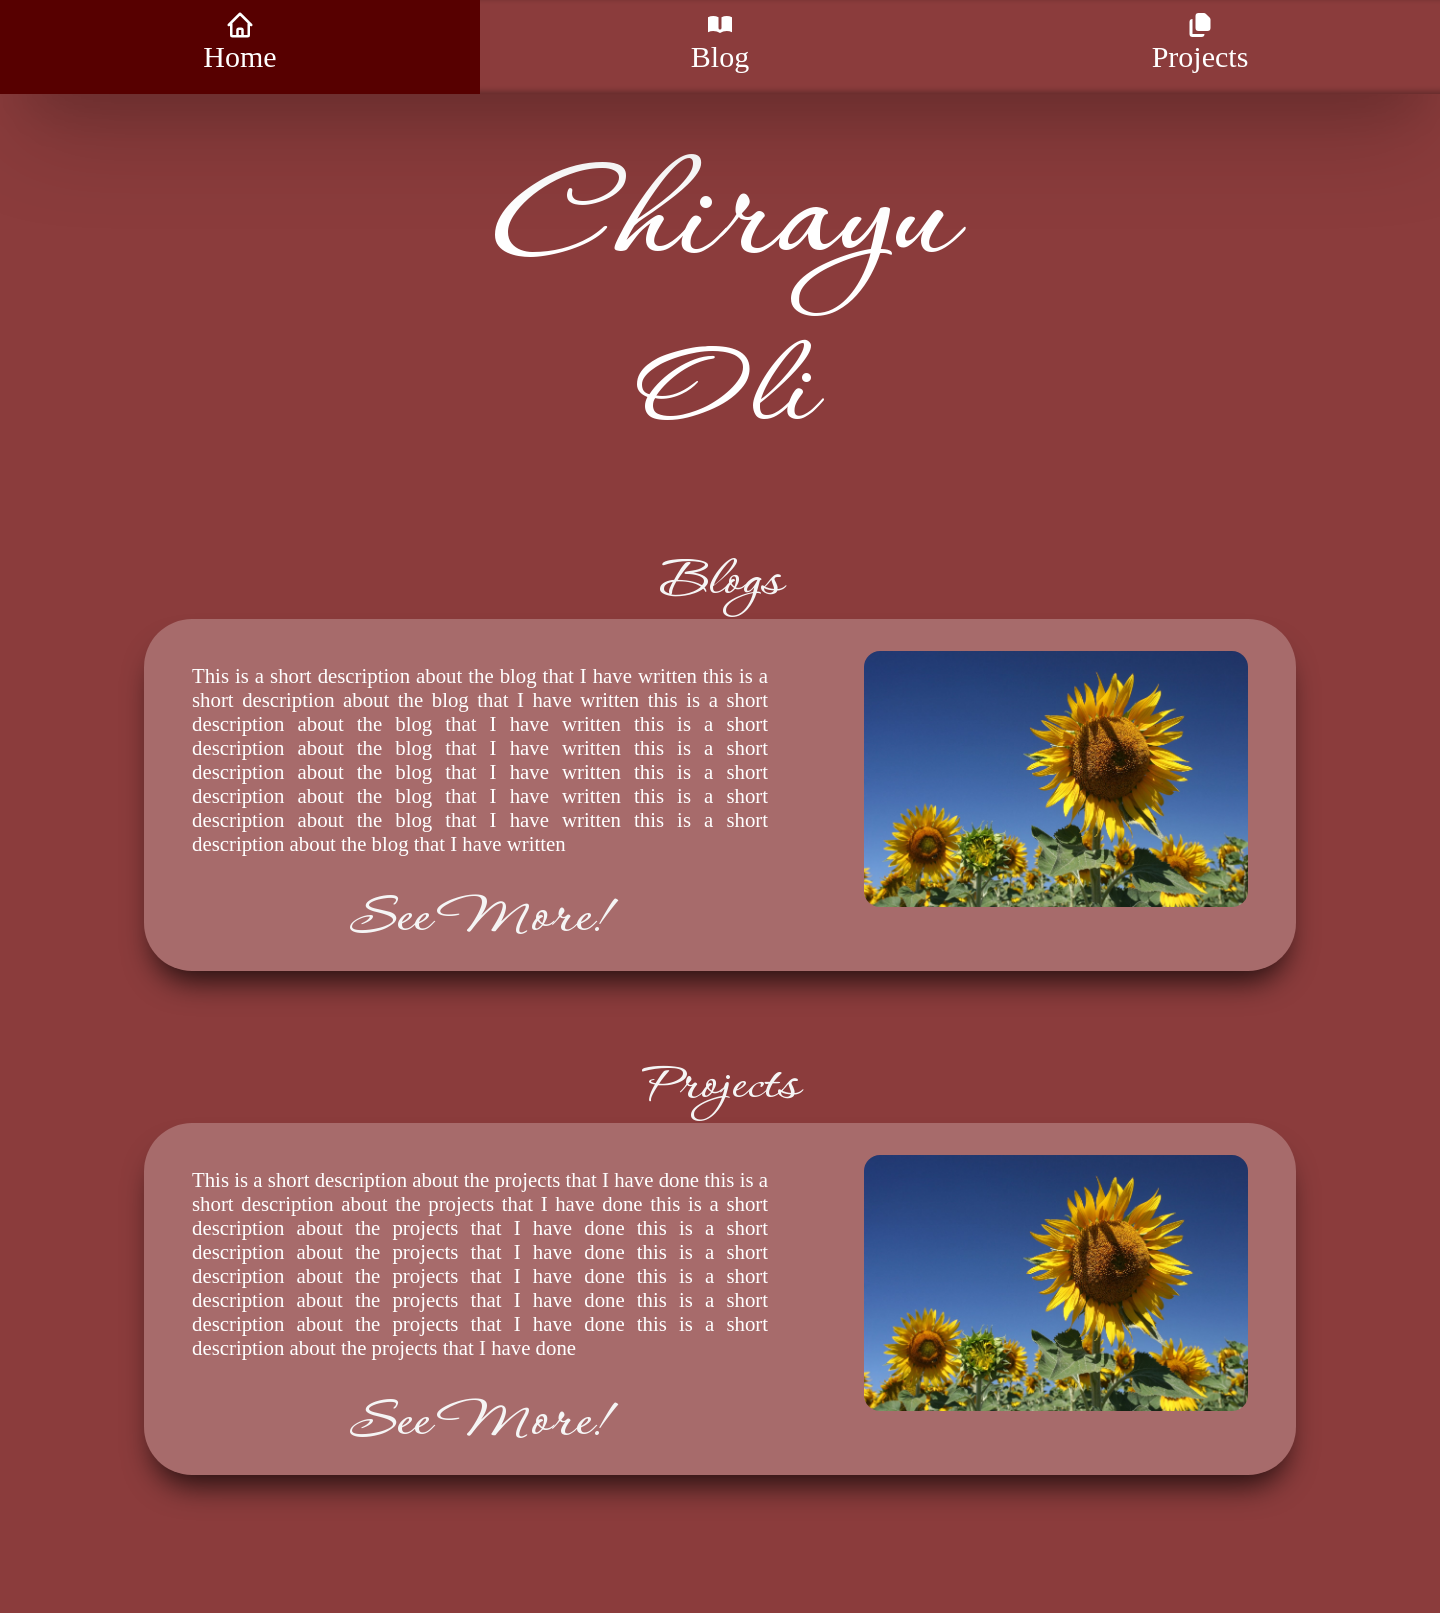 Home
Blog
Projects
Chirayu
Oli
Blogs
This is a short description about the blog that I have written this is a
short description about the blog that I have written this is a short
description about the blog that I have written this is a short
description about the blog that I have written this is a short
description about the blog that I have written this is a short
description about the blog that I have written this is a short
description about the blog that I have written this is a short
description about the blog that I have written
See More!
Projects
This is a short description about the projects that I have done this is a
short description about the projects that I have done this is a short
description about the projects that I have done this is a short
description about the projects that I have done this is a short
description about the projects that I have done this is a short
description about the projects that I have done this is a short
description about the projects that I have done this is a short
description about the projects that I have done
See More!